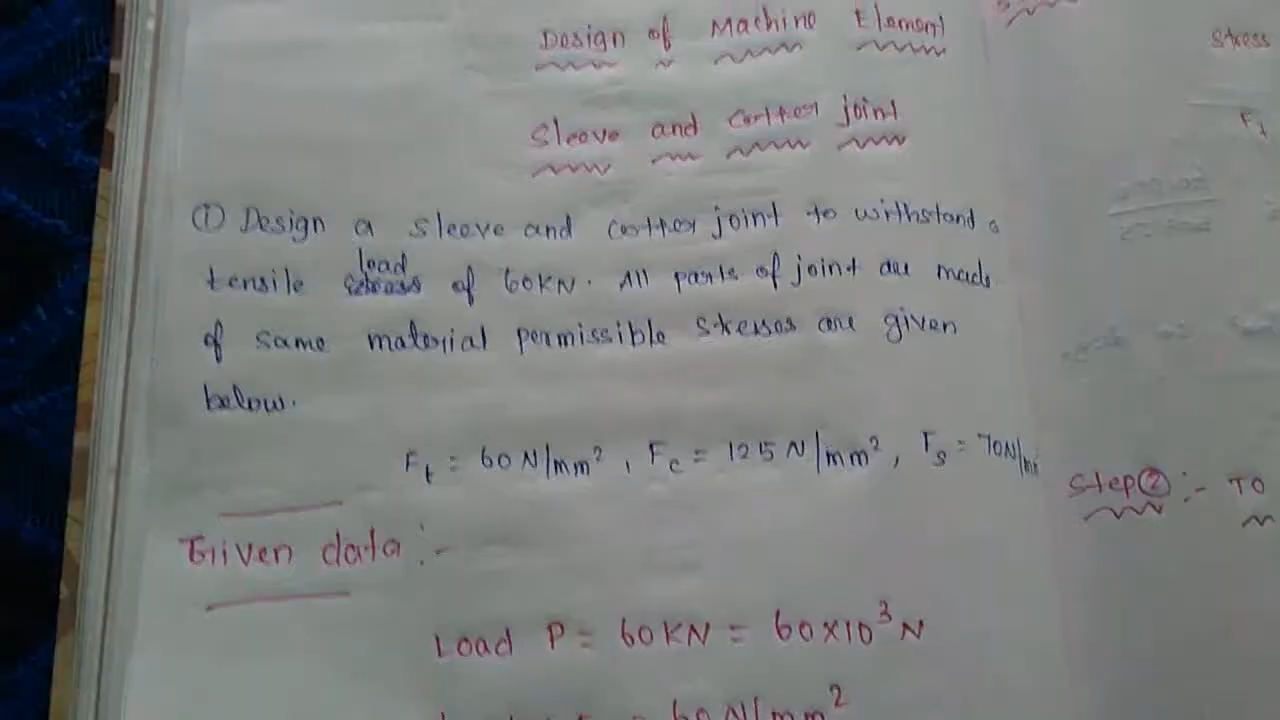 Design of Machine Element
Sleeve and cotter joint
① Design a sleeve and cotter joint to withstand a
tensile load of 60KN. All parts of joint are made
of same material permissible stresses are given
below.
Ft = 60 N/mm², Fc = 125 N/mm², Fs = 70N/m
Given data :-
Load P = 60KN = 60×10³ N
60 N/mm²
Stress
Ft
Step② :- TO